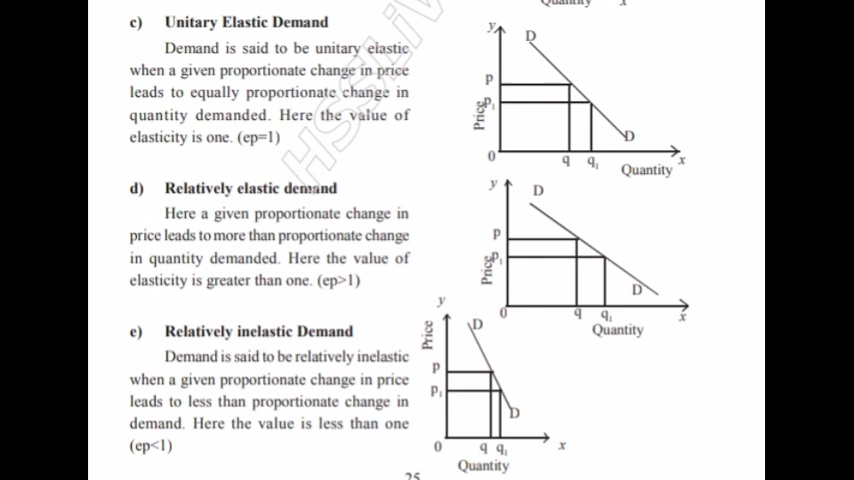 Quantity x
c) Unitary Elastic Demand
Demand is said to be unitary elastic
when a given proportionate change in price
leads to equally proportionate change in
quantity demanded. Here the value of
elasticity is one. (ep=1)
y
D
P
P1
Price
D
0
q q1
x
Quantity
HSSLive
d) Relatively elastic demand
Here a given proportionate change in
price leads to more than proportionate change
in quantity demanded. Here the value of
elasticity is greater than one. (ep>1)
y
D
P
P1
Price
D
0
q q1
x
Quantity
e) Relatively inelastic Demand
Demand is said to be relatively inelastic
when a given proportionate change in price
leads to less than proportionate change in
demand. Here the value is less than one
(ep<1)
y
Price
D
P
P1
D
0
q q1
x
Quantity
25